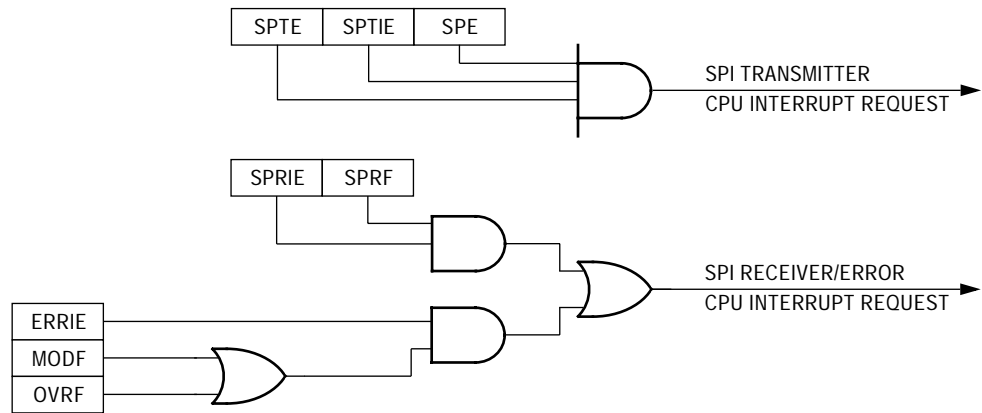 SPTE SPTIE SPE
SPI TRANSMITTER
CPU INTERRUPT REQUEST
SPRIE SPRF
SPI RECEIVER/ERROR
CPU INTERRUPT REQUEST
ERRIE
MODF
OVRF